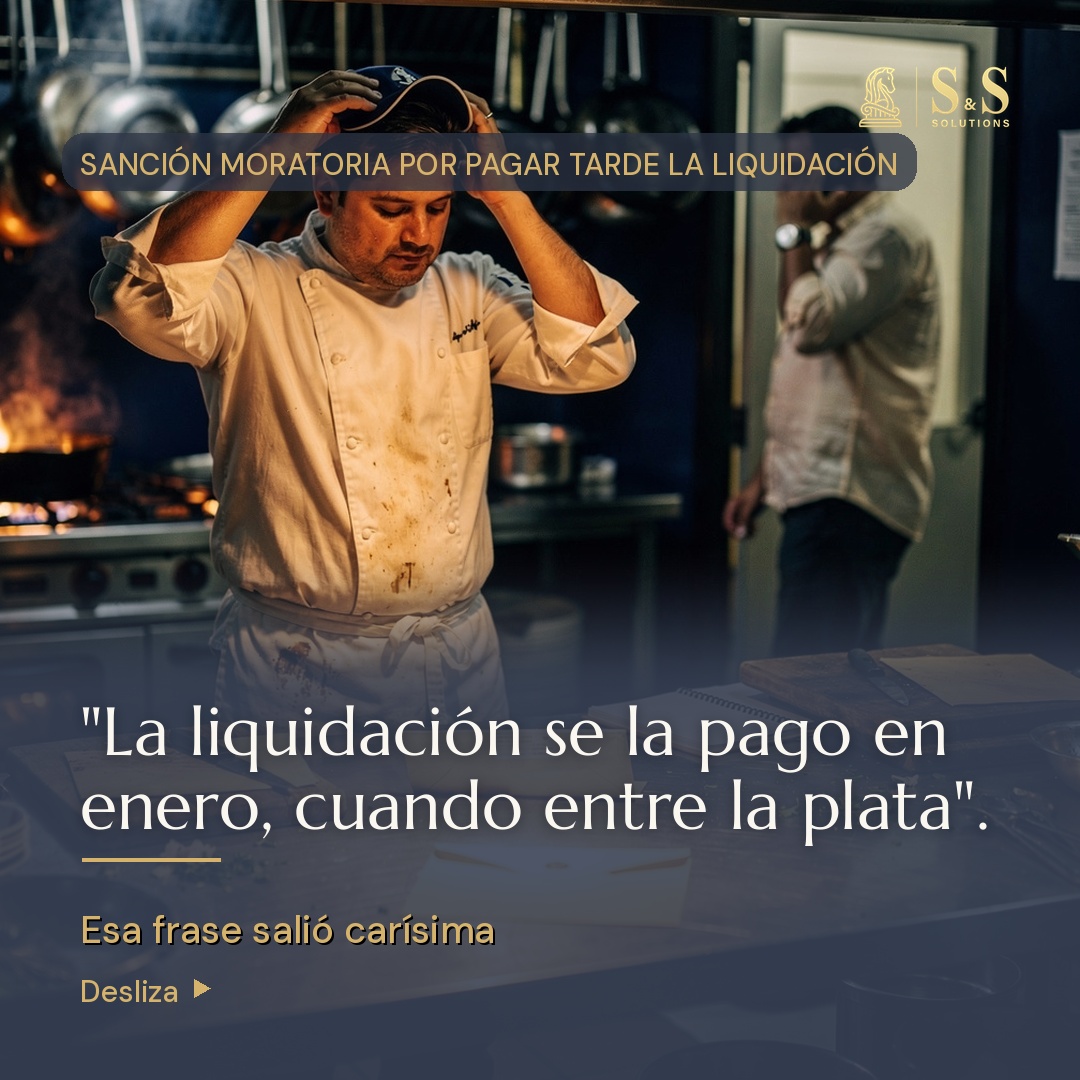 S&S
SOLUTIONS
SANCIÓN MORATORIA POR PAGAR TARDE LA LIQUIDACIÓN
"La liquidación se la pago en
enero, cuando entre la plata".
Esa frase salió carísima
Desliza